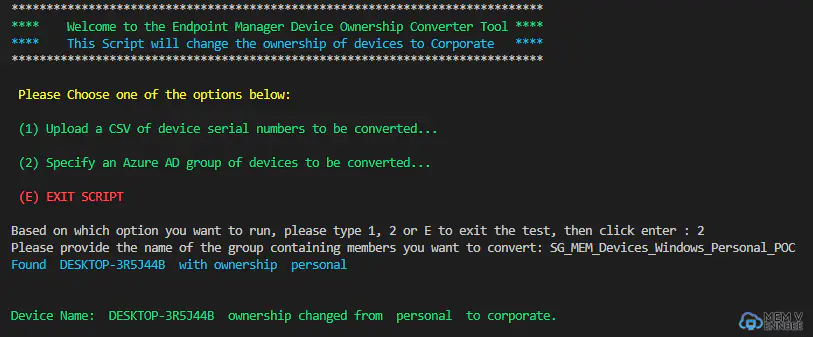 ****************************************************************************
****    Welcome to the Endpoint Manager Device Ownership Converter Tool ****
****    This Script will change the ownership of devices to Corporate   ****
****************************************************************************
Please Choose one of the options below:
(1) Upload a CSV of device serial numbers to be converted...
(2) Specify an Azure AD group of devices to be converted...
(E) EXIT SCRIPT
Based on which option you want to run, please type 1, 2 or E to exit the test, then click enter : 2
Please provide the name of the group containing members you want to convert: SG_MEM_Devices_Windows_Personal_POC
Found  DESKTOP-3R5J44B  with ownership  personal
Device Name:  DESKTOP-3R5J44B  ownership changed from  personal  to corporate.
MEM V
ENNBEE